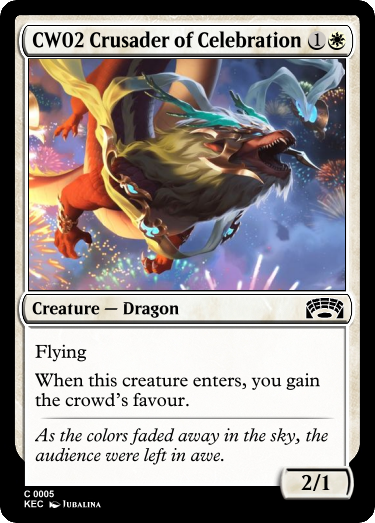 CW02 Crusader of Celebration 1
Creature — Dragon
Flying
When this creature enters, you gain
the crowd's favour.
As the colors faded away in the sky, the
audience were left in awe.
2/1
C 0005
KEC JUBALINA